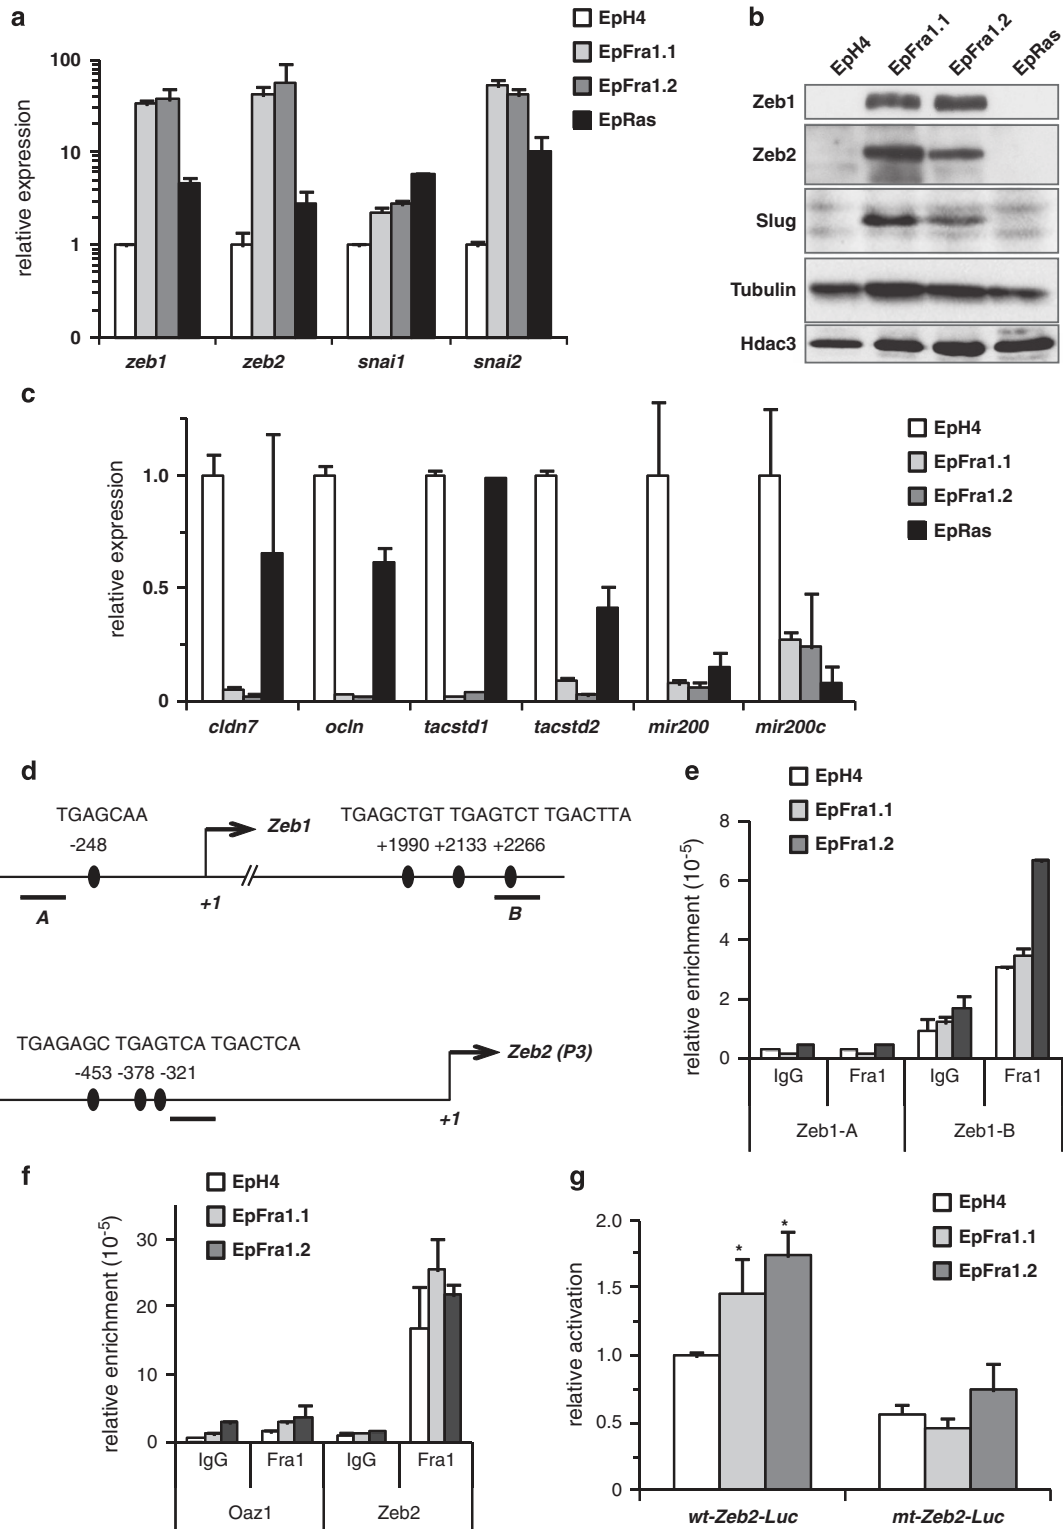 a
EpH4
EpFra1.1
EpFra1.2
EpRas
relative expression
100
10
1
0
zeb1 zeb2 snai1 snai2
b
EpH4 EpFra1.1 EpFra1.2 EpRas
Zeb1
Zeb2
Slug
Tubulin
Hdac3
c
EpH4
EpFra1.1
EpFra1.2
EpRas
relative expression
1.0
0.5
0
cldn7 ocln tacstd1 tacstd2 mir200 mir200c
d
TGAGCAA
-248
Zeb1
+1
TGAGCTGT TGAGTCT TGACTTA
+1990 +2133 +2266
A
B
TGAGAGC TGAGTCA TGACTCA
-453 -378 -321
Zeb2 (P3)
+1
e
EpH4
EpFra1.1
EpFra1.2
relative enrichment (10-5)
8
6
4
2
0
IgG Fra1 IgG Fra1
Zeb1-A Zeb1-B
f
EpH4
EpFra1.1
EpFra1.2
relative enrichment (10-5)
30
20
10
0
IgG Fra1 IgG Fra1
Oaz1 Zeb2
g
EpH4
EpFra1.1
EpFra1.2
relative activation
2.0
1.5
1.0
0.5
0
* *
wt-Zeb2-Luc mt-Zeb2-Luc